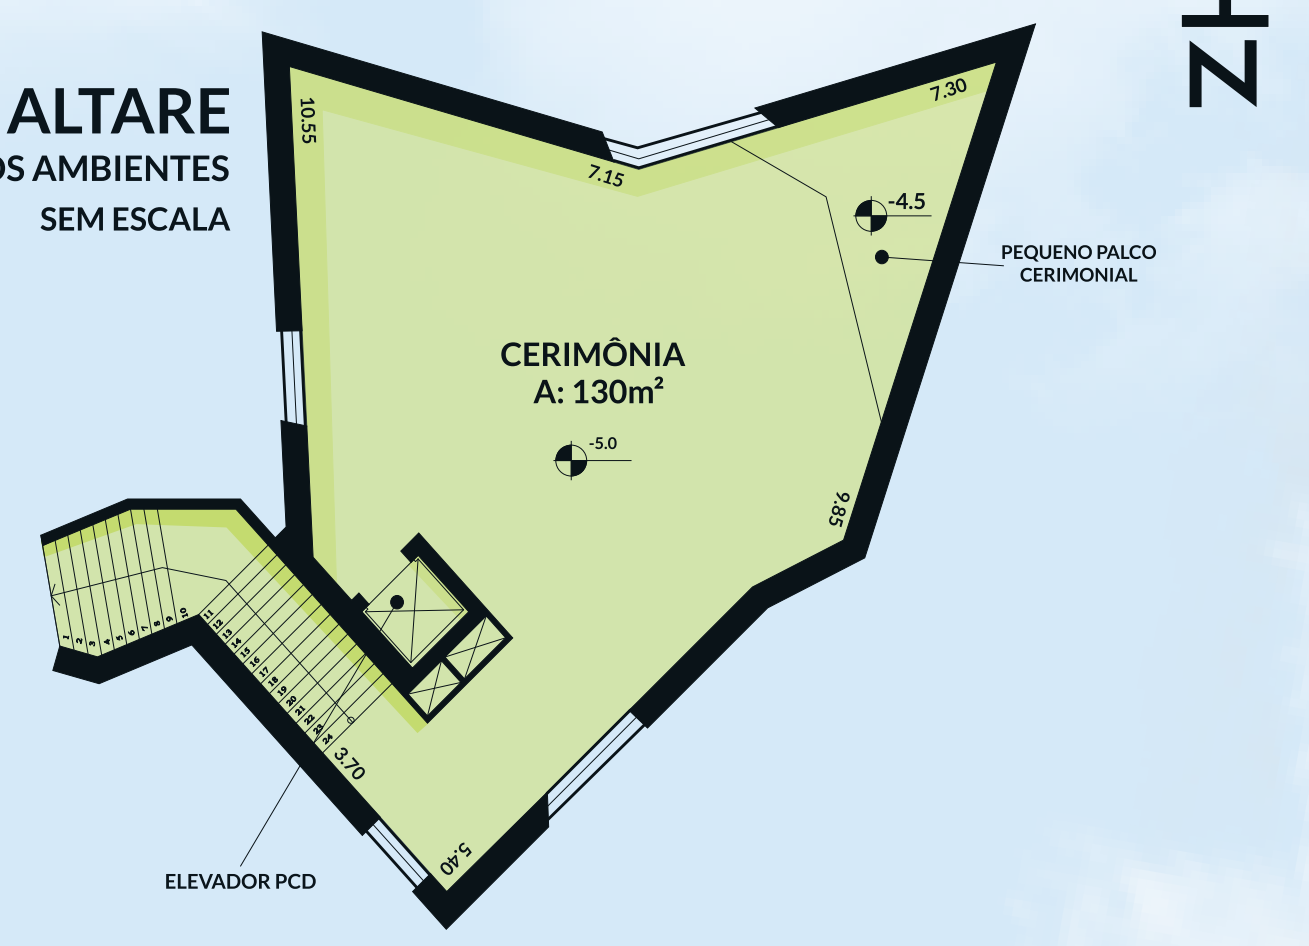 ALTARE
OS AMBIENTES
SEM ESCALA
ZH
10.55
7.15
7.30
-4.5
PEQUENO PALCO
CERIMONIAL
CERIMÔNIA
A: 130m²
-5.0
9.85
1 2 3 4 5 6 7 8 9 10
11 12 13 14 15 16 17 18 19 20 21 22 23 24
3.70
5.40
ELEVADOR PCD